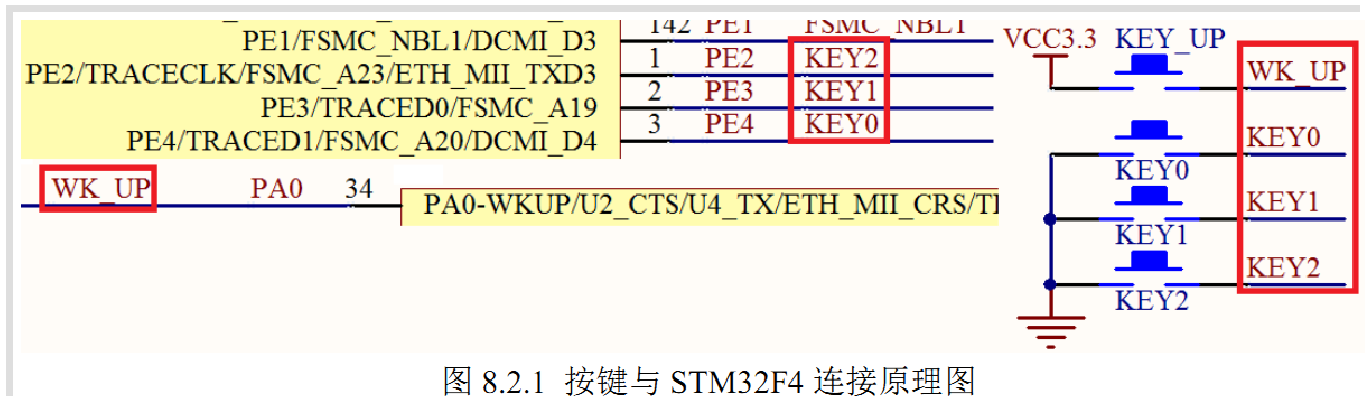 PE1/FSMC_NBL1/DCMI_D3 142 PE1 FSMC_NBL1
PE2/TRACECLK/FSMC_A23/ETH_MII_TXD3 1 PE2 KEY2
PE3/TRACED0/FSMC_A19 2 PE3 KEY1
PE4/TRACED1/FSMC_A20/DCMI_D4 3 PE4 KEY0
WK_UP PA0 34 PA0-WKUP/U2_CTS/U4_TX/ETH_MII_CRS/TI
VCC3.3 KEY_UP WK_UP
KEY0
KEY0
KEY1
KEY1
KEY2
KEY2
图 8.2.1 按键与 STM32F4 连接原理图